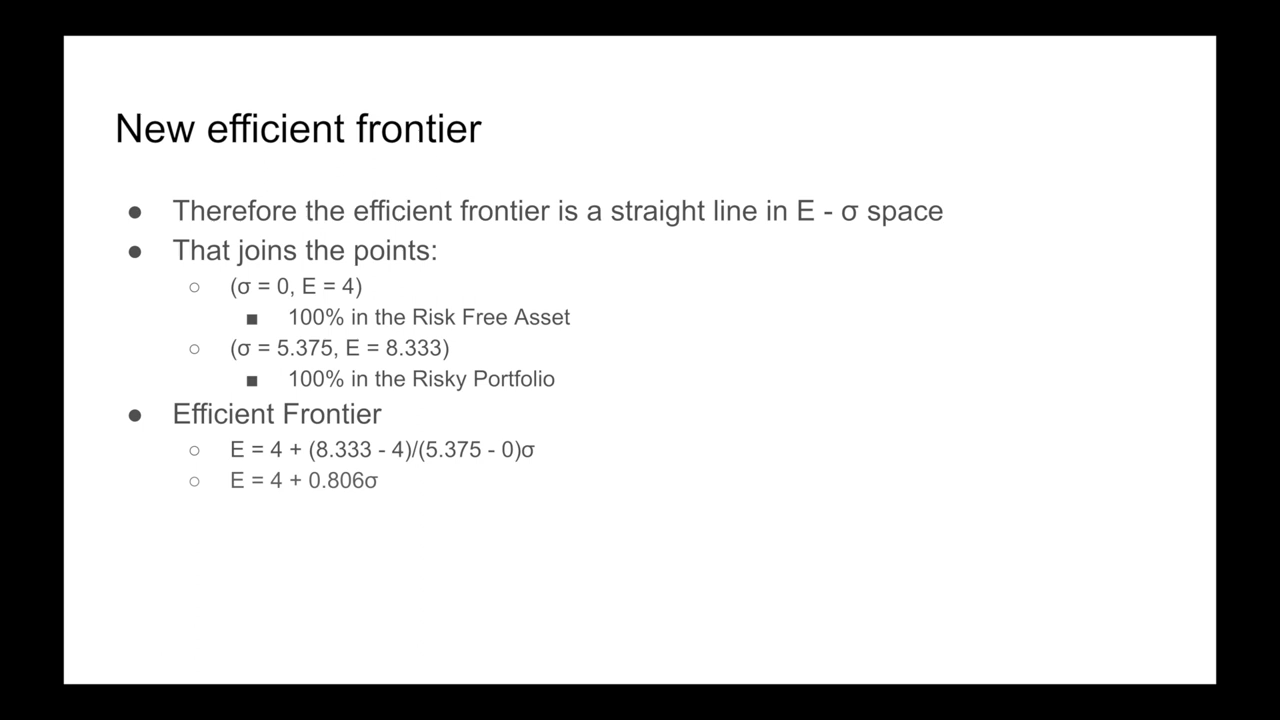 New efficient frontier
● Therefore the efficient frontier is a straight line in E - σ space
● That joins the points:
○ (σ = 0, E = 4)
■ 100% in the Risk Free Asset
○ (σ = 5.375, E = 8.333)
■ 100% in the Risky Portfolio
● Efficient Frontier
○ E = 4 + (8.333 - 4)/(5.375 - 0)σ
○ E = 4 + 0.806σ